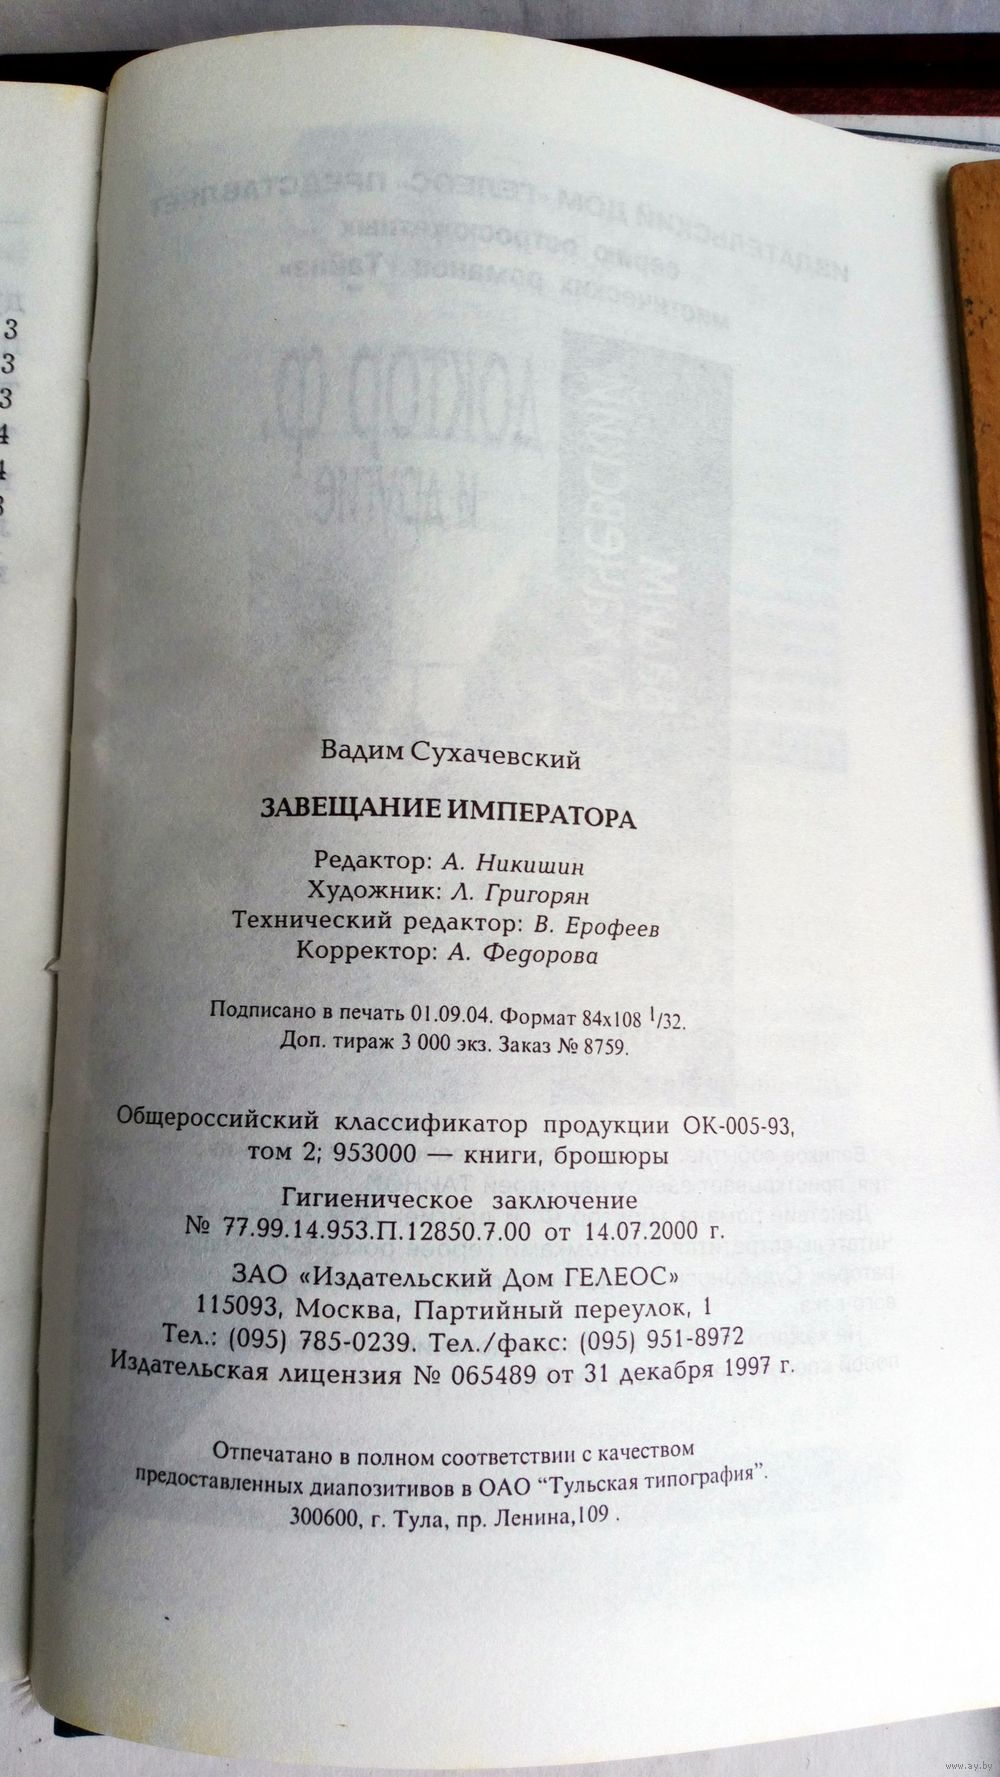 Вадим Сухачевский
ЗАВЕЩАНИЕ ИМПЕРАТОРА
Редактор: А. Никишин
Художник: Л. Григорян
Технический редактор: В. Ерофеев
Корректор: А. Федорова
Подписано в печать 01.09.04. Формат 84х108 1/32.
Доп. тираж 3 000 экз. Заказ № 8759.
Общероссийский классификатор продукции ОК-005-93,
том 2; 953000 — книги, брошюры
Гигиеническое заключение
№ 77.99.14.953.П.12850.7.00 от 14.07.2000 г.
ЗАО «Издательский Дом ГЕЛЕОС»
115093, Москва, Партийный переулок, 1
Тел.: (095) 785-0239. Тел./факс: (095) 951-8972
Издательская лицензия № 065489 от 31 декабря 1997 г.
Отпечатано в полном соответствии с качеством
предоставленных диапозитивов в ОАО “Тульская типография”.
300600, г. Тула, пр. Ленина,109 .
www.ay.by